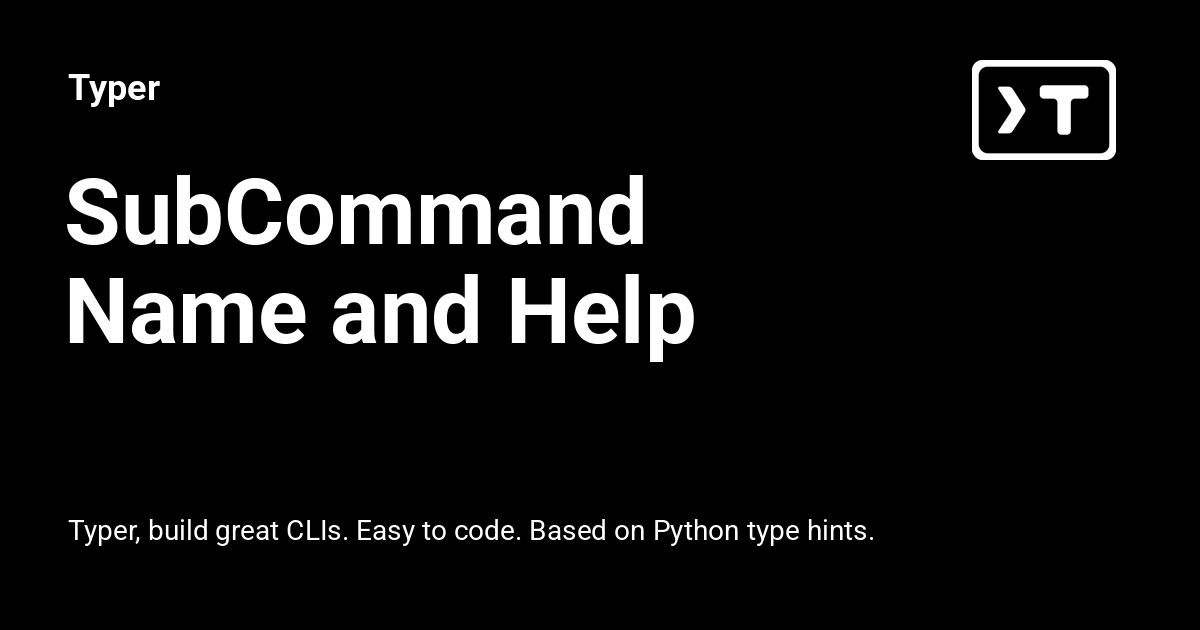 Typer
❯T
SubCommand
Name and Help
Typer, build great CLIs. Easy to code. Based on Python type hints.